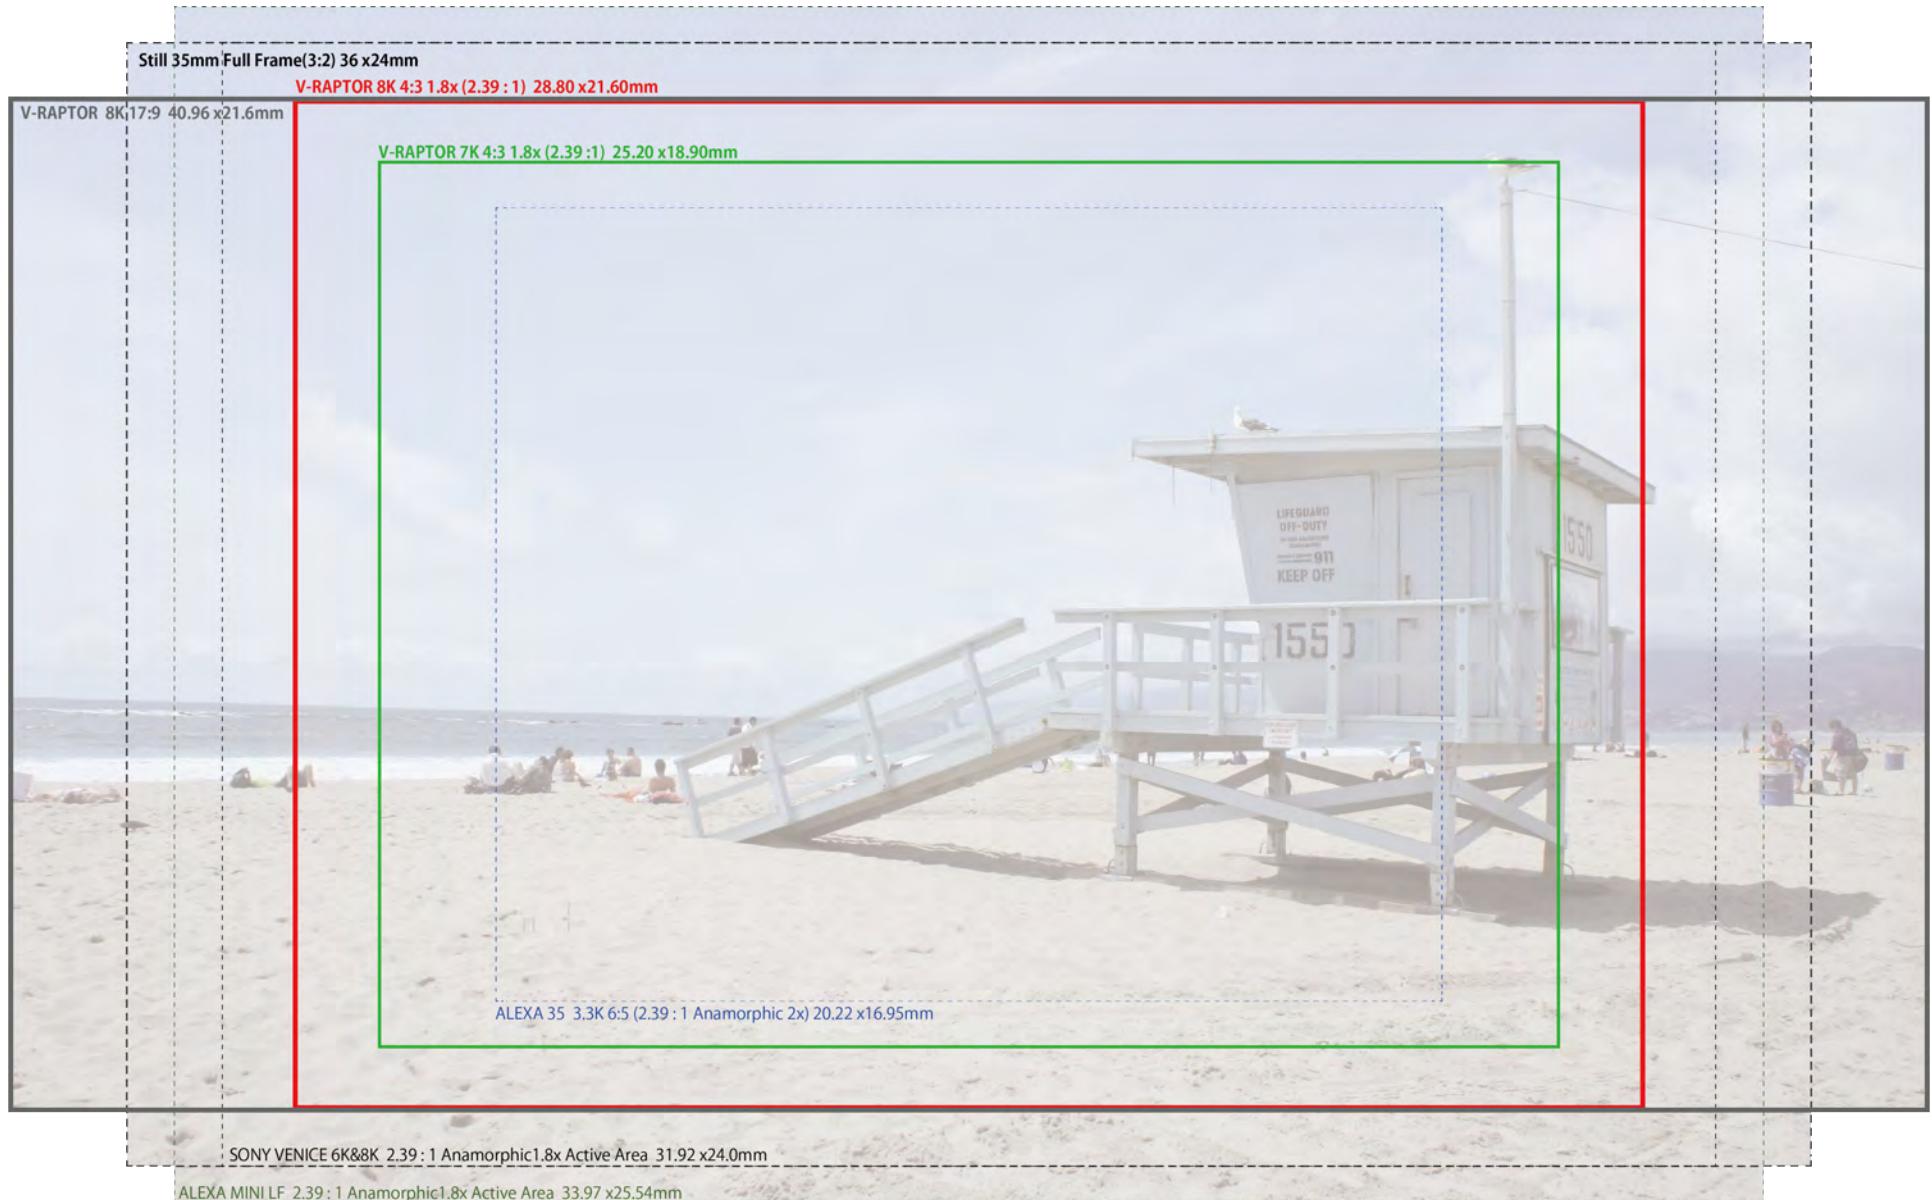 Still 35mm Full Frame(3:2) 36 x24mm
V-RAPTOR 8K 4:3 1.8x (2.39 : 1) 28.80 x21.60mm
V-RAPTOR 8K 17:9 40.96 x21.6mm
V-RAPTOR 7K 4:3 1.8x (2.39 :1) 25.20 x18.90mm
LIFEGUARD
OFF-DUTY
911
KEEP OFF
1550
1550
ALEXA 35 3.3K 6:5 (2.39 : 1 Anamorphic 2x) 20.22 x16.95mm
SONY VENICE 6K&8K 2.39 : 1 Anamorphic1.8x Active Area 31.92 x24.0mm
ALEXA MINI LF 2.39 : 1 Anamorphic1.8x Active Area 33.97 x25.54mm